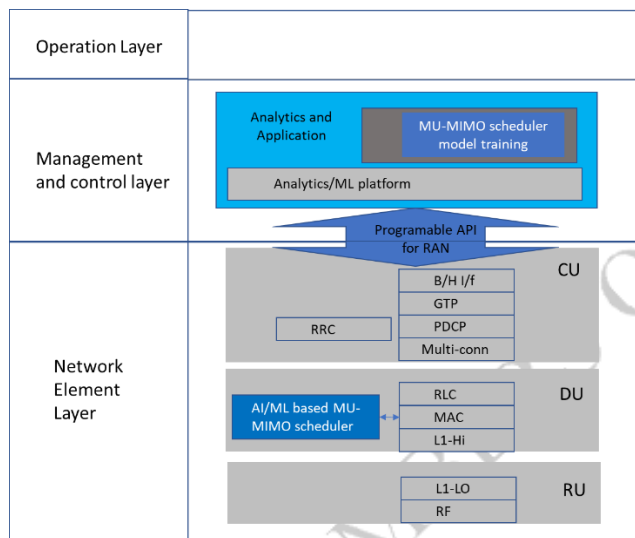 Operation Layer
Management
and control layer
Analytics and
Application
MU-MIMO scheduler
model training
Analytics/ML platform
Programable API
for RAN
Network
Element
Layer
CU
B/H I/f
GTP
RRC
PDCP
Multi-conn
DU
AI/ML based MU-
MIMO scheduler
RLC
MAC
L1-Hi
RU
L1-LO
RF